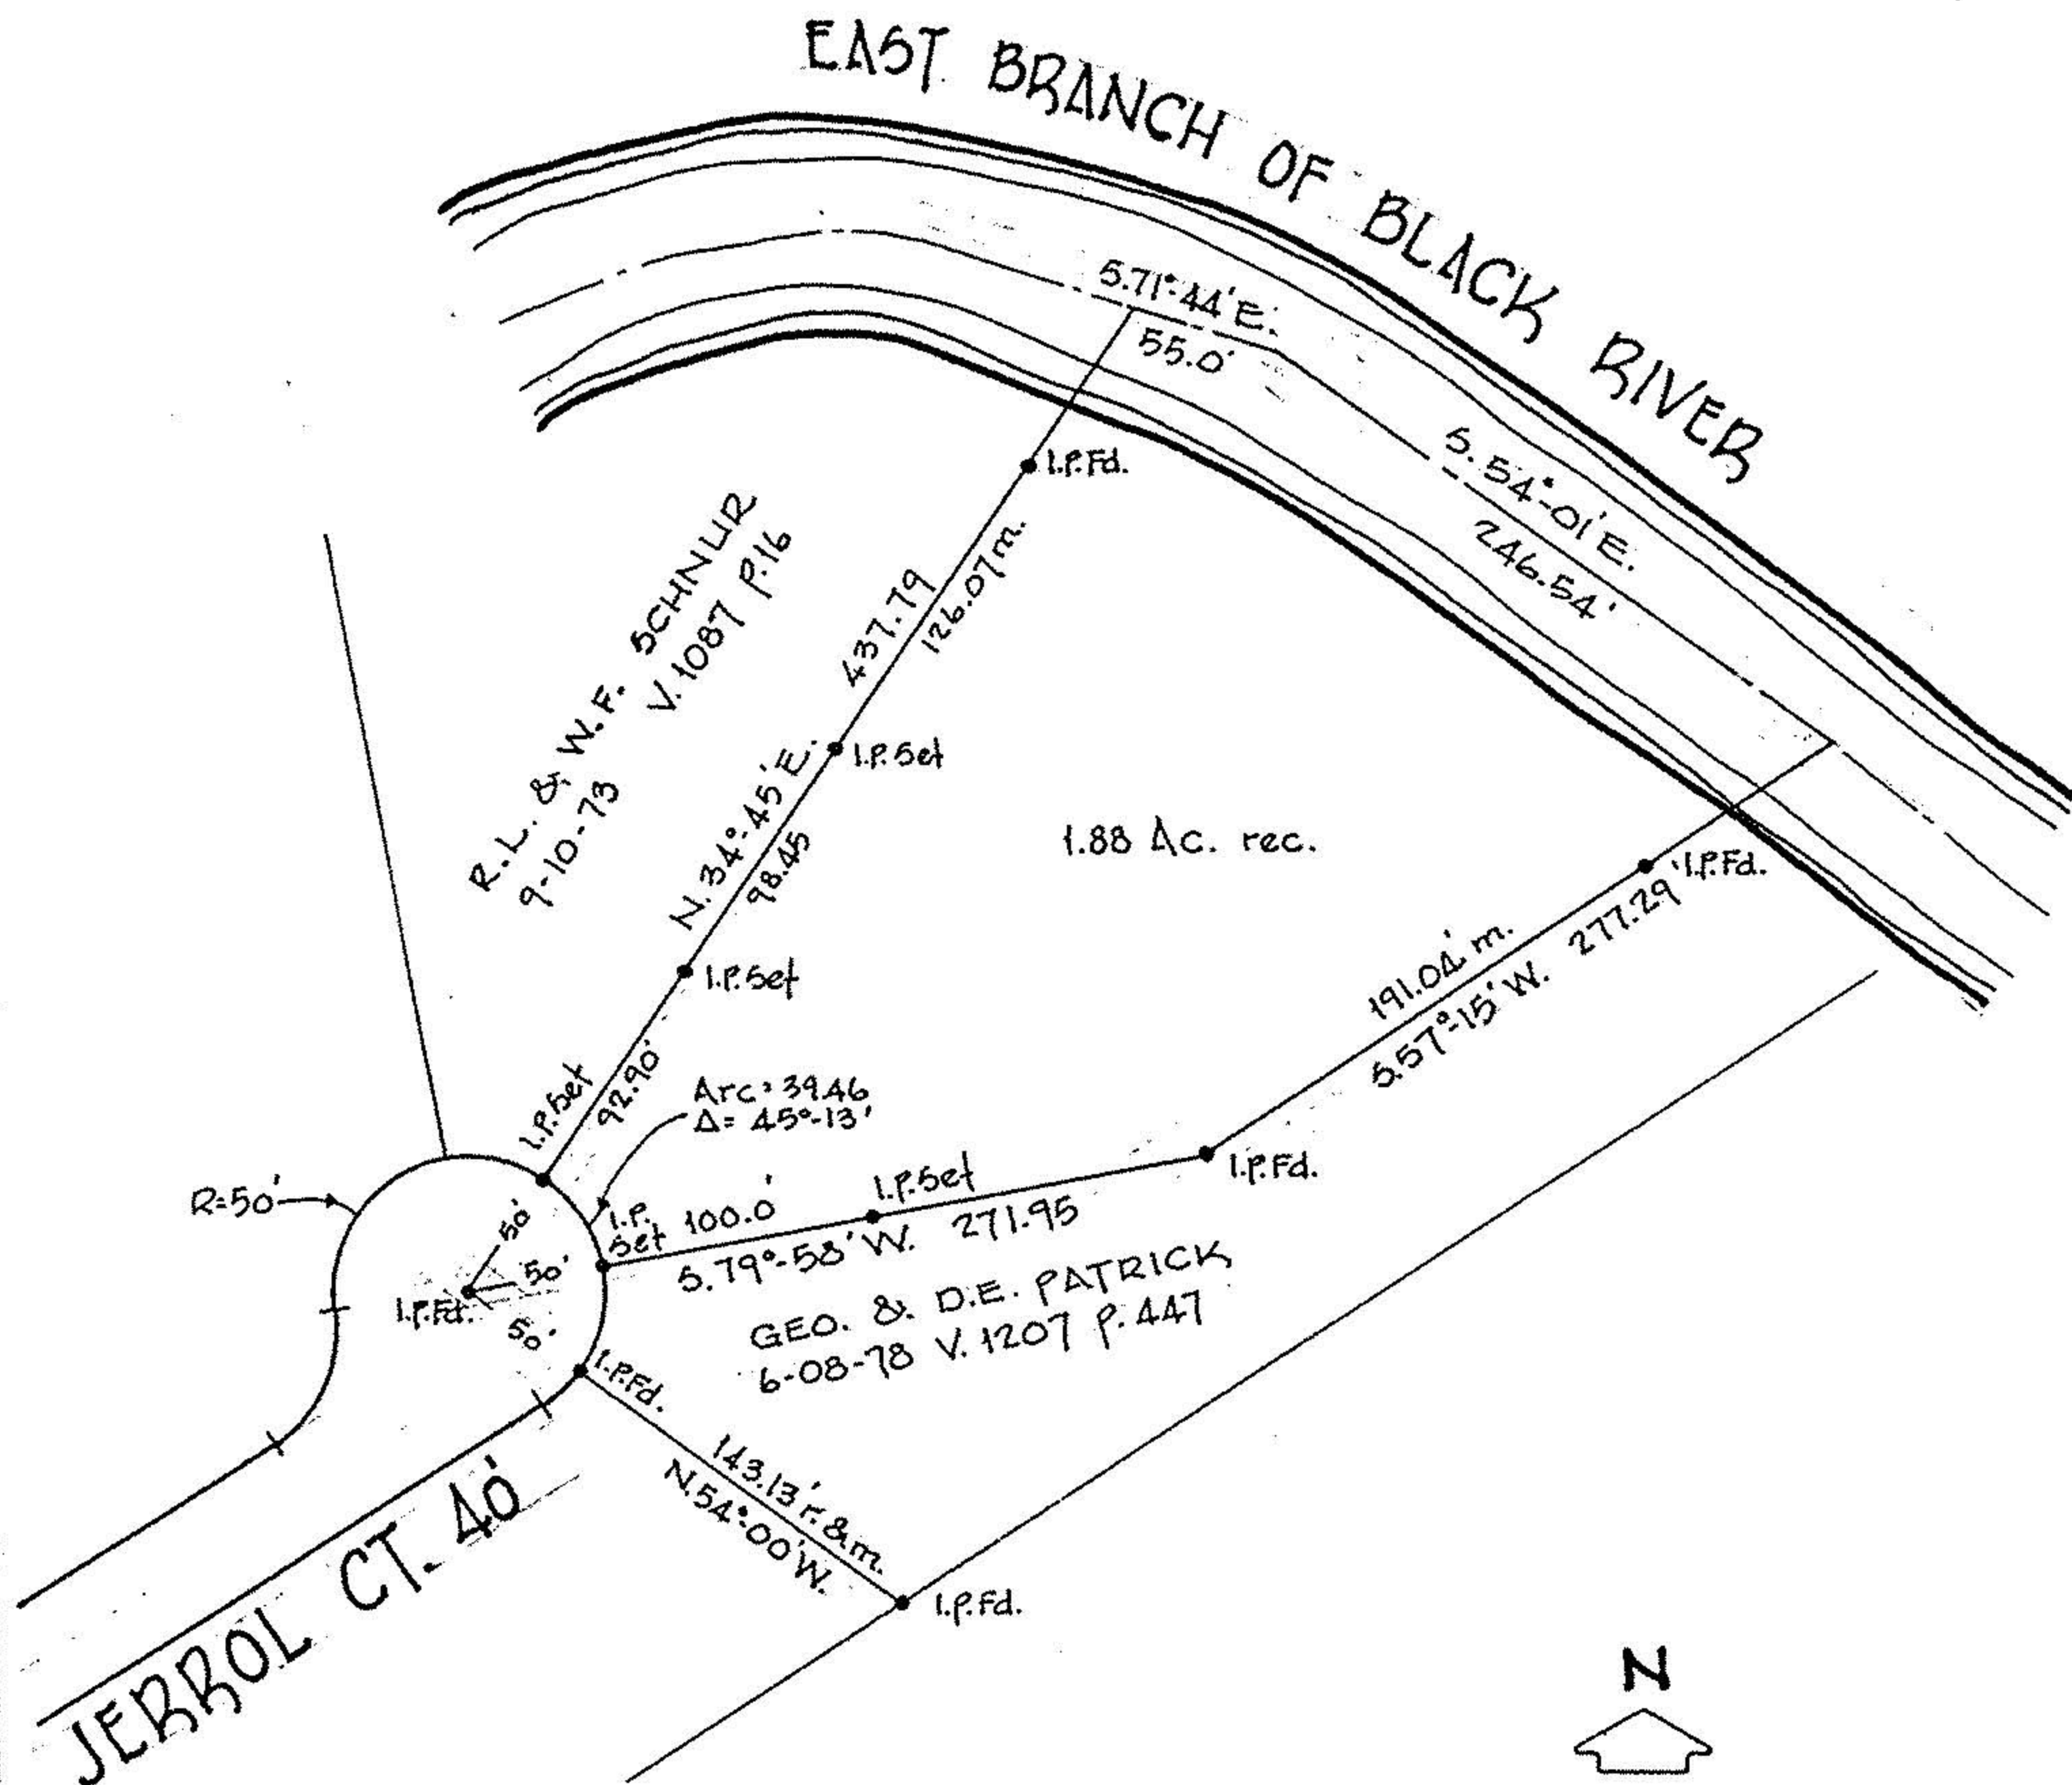 EAST BRANCH OF BLACK RIVER
S.71°-44'E.
55.0'
S.54°-01'E.
246.54'
I.P.Fd.
R.L. & W.F. SCHNUR
9-10-73 V.1087 P.16
437.79
126.07m.
I.P.Set
N.34°-45'E.
98.45
1.88 Ac. rec.
I.P.Fd.
191.04' m.
S.57°-15'W. 277.29'
I.P.Set
I.P.Set
92.90'
Arc=39.46
Δ=45°-13'
R=50'
I.P.
Set 100.0'
I.P.Set
I.P.Fd.
S.79°-58'W. 271.95
50'
50'
I.P.Fd.
50'
GEO. & D.E. PATRICK
6-08-78 V.1207 P.447
I.P.Fd.
143.13' r.&m.
N.54°-00'W.
I.P.Fd.
JERROL CT. 40'
N